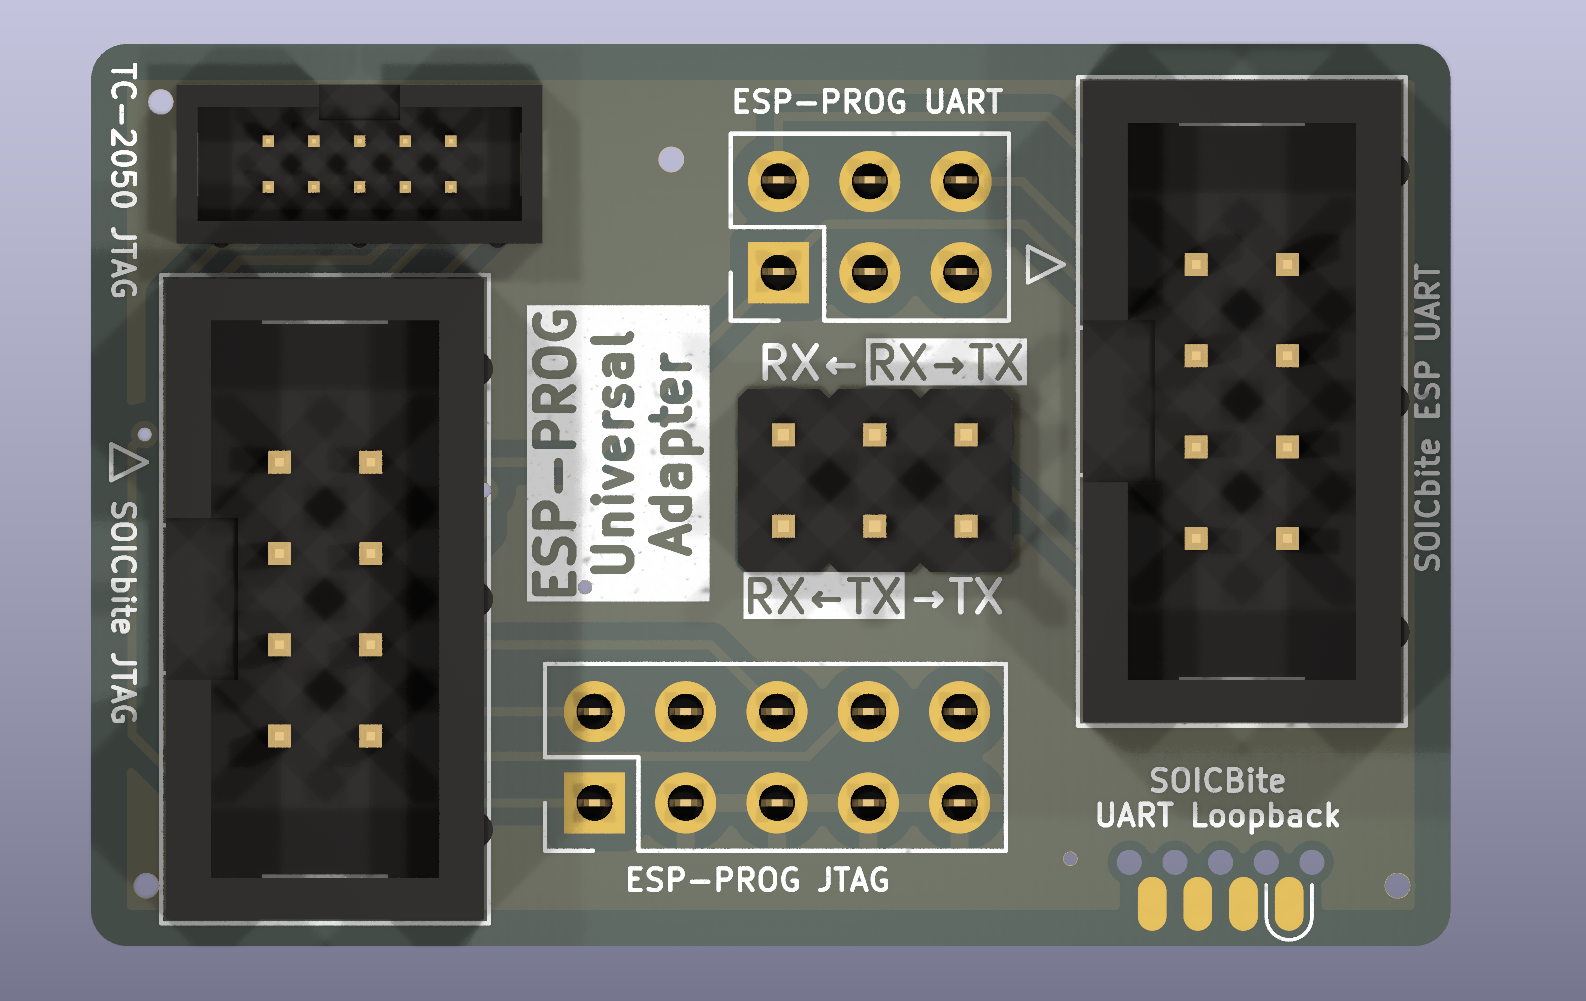 TC-2050 JTAG
ESP-PROG UART
ESP-PROG
Universal
Adapter
RX← RX→TX
RX←TX →TX
SOICbite ESP UART
SOICbite JTAG
SOICBite
UART Loopback
ESP-PROG JTAG